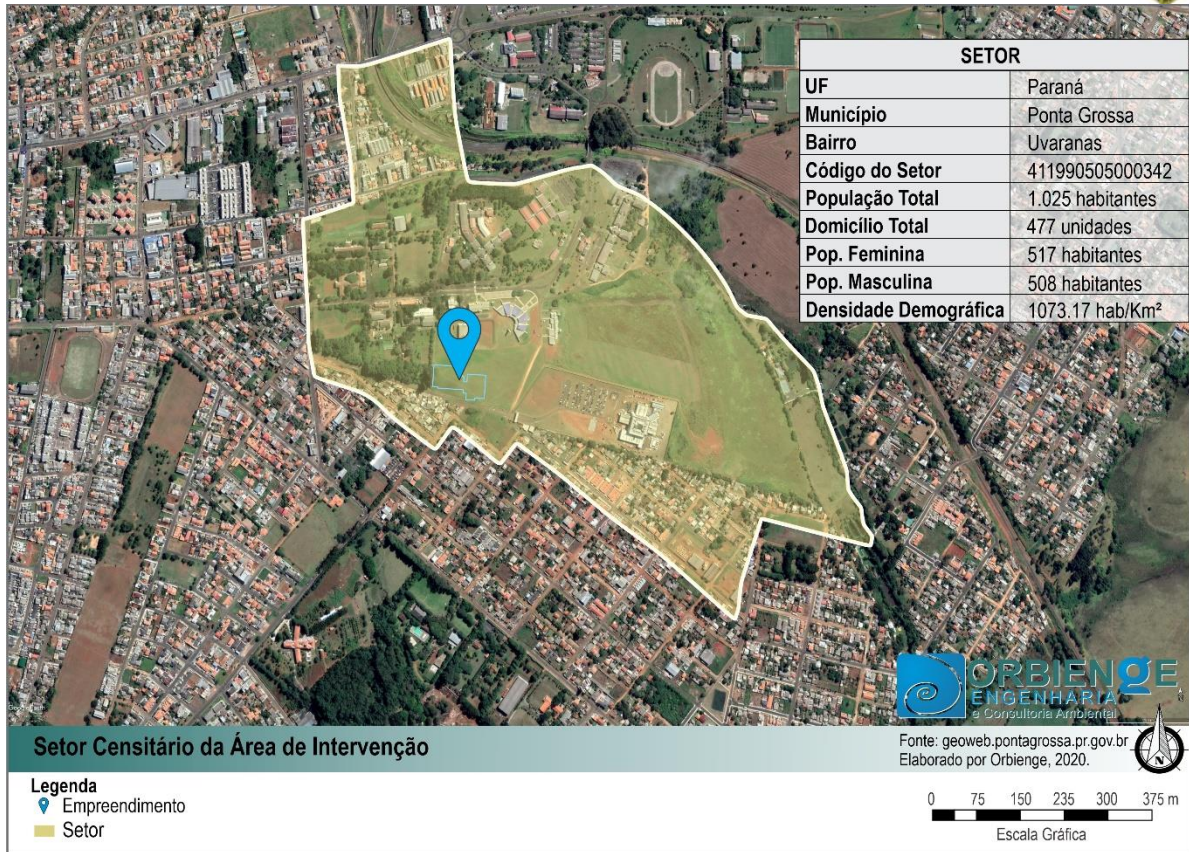 SETOR
UF Paraná
Município Ponta Grossa
Bairro Uvaranas
Código do Setor 411990505000342
População Total 1.025 habitantes
Domicílio Total 477 unidades
Pop. Feminina 517 habitantes
Pop. Masculina 508 habitantes
Densidade Demográfica 1073.17 hab/Km²
ORBIENGE
ENGENHARIA
e Consultoria Ambiental
Setor Censitário da Área de Intervenção
Fonte: geoweb.pontagrossa.pr.gov.br
Elaborado por Orbienge, 2020.
N
Legenda
Empreendimento
Setor
0 75 150 235 300 375 m
Escala Gráfica